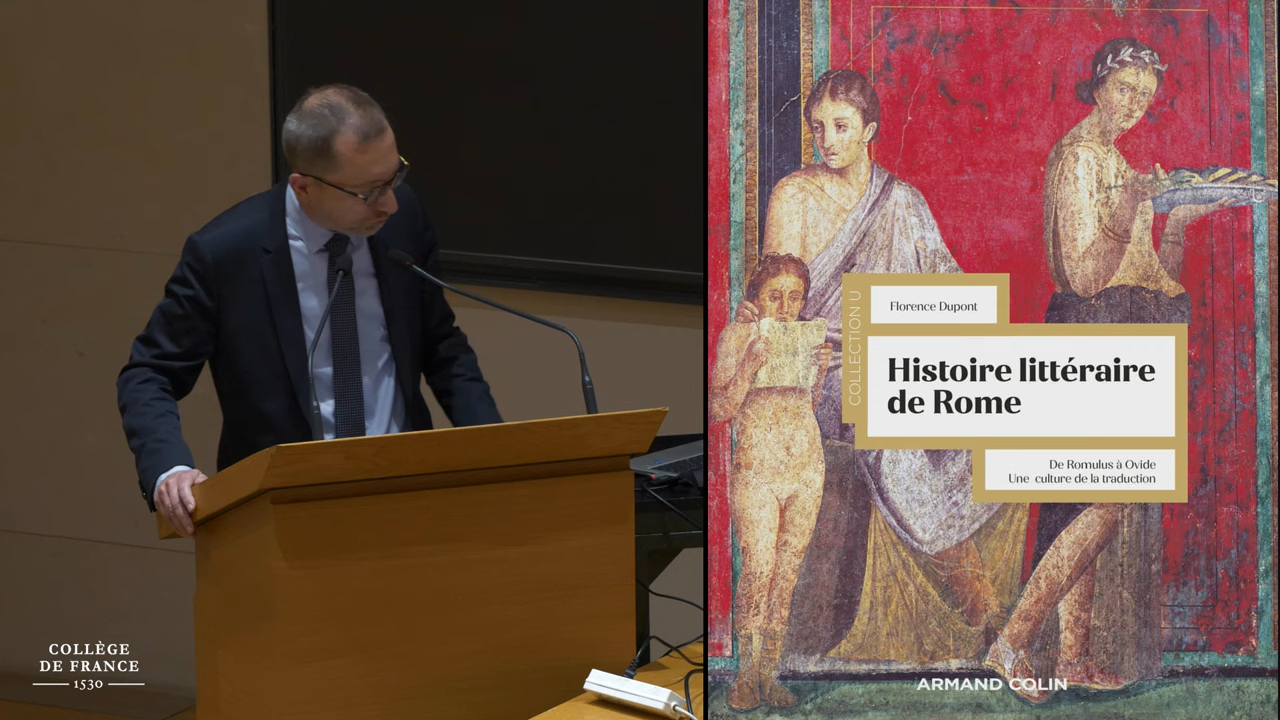 COLLÈGE
DE FRANCE
1530
COLLECTION U
Florence Dupont
Histoire littéraire
de Rome
De Romulus à Ovide
Une culture de la traduction
ARMAND COLIN